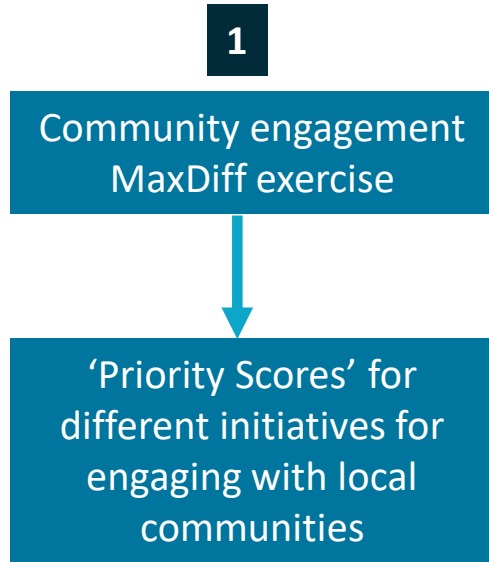 1
Community engagement
MaxDiff exercise
‘Priority Scores’ for
different initiatives for
engaging with local
communities